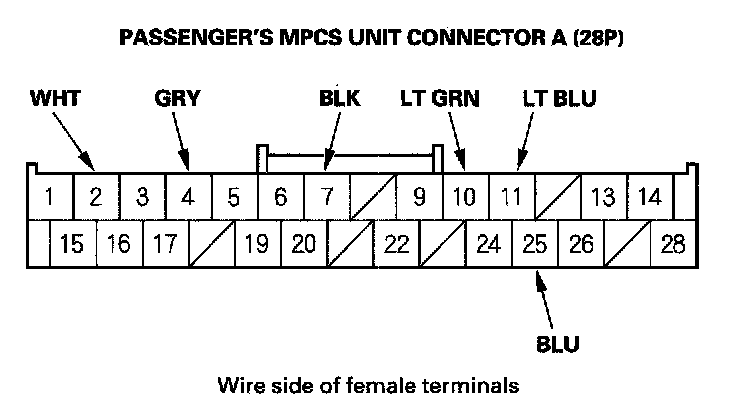 PASSENGER'S MPCS UNIT CONNECTOR A (28P)
WHT GRY BLK LT GRN LT BLU
1 2 3 4 5 6 7 9 10 11 13 14
15 16 17 19 20 22 24 25 26 28
BLU
Wire side of female terminals